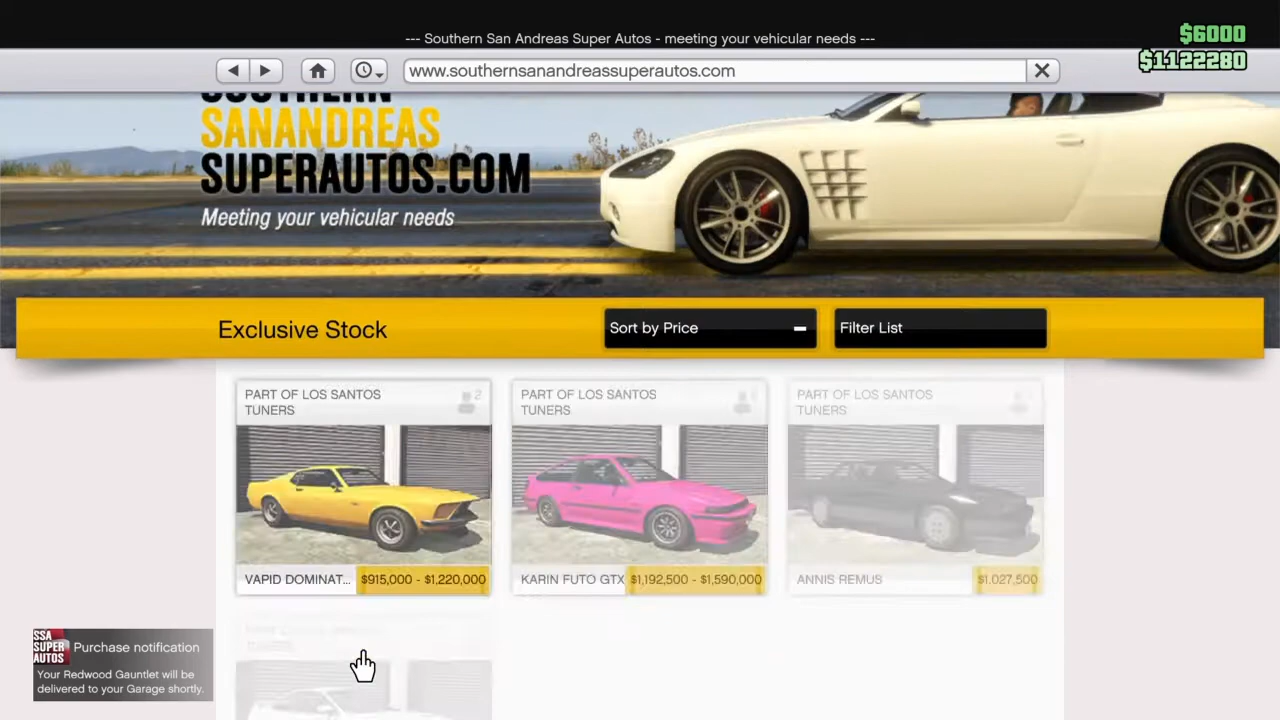 --- Southern San Andreas Super Autos - meeting your vehicular needs ---
$6000
$1122280
www.southernsanandreassuperautos.com
SOUTHERN
SANANDREAS
SUPERAUTOS.COM
Meeting your vehicular needs
Exclusive Stock
Sort by Price
Filter List
PART OF LOS SANTOS
TUNERS
2
VAPID DOMINAT...
$915,000 - $1,220,000
PART OF LOS SANTOS
TUNERS
KARIN FUTO GTX
$1,192,500 - $1,590,000
PART OF LOS SANTOS
TUNERS
ANNIS REMUS
$1,027,500
SSA
SUPER
AUTOS
Purchase notification
Your Redwood Gauntlet will be
delivered to your Garage shortly.